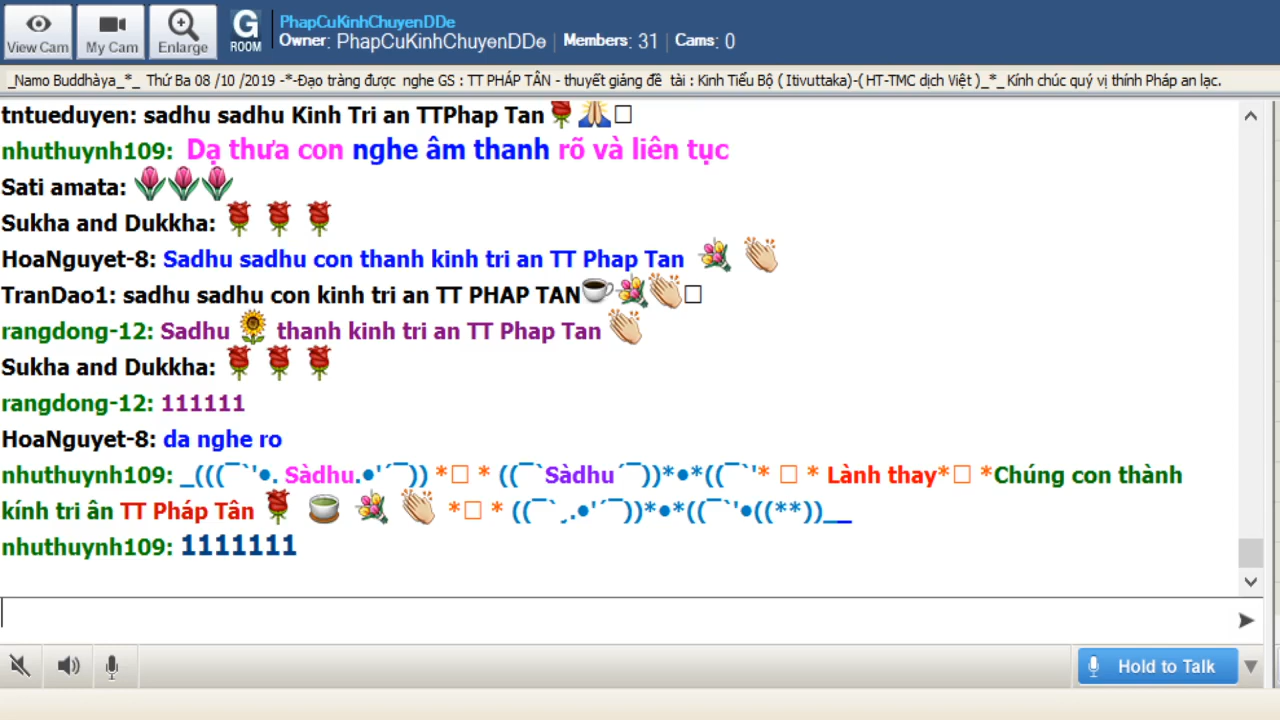 View Cam
My Cam
Enlarge
G
ROOM
PhapCuKinhChuyenDDe
Owner: PhapCuKinhChuyenDDe | Members: 31 | Cams: 0
_Namo Buddhàya_*_ Thứ Ba 08 /10 /2019 -*-Đạo tràng được nghe GS : TT PHÁP TÂN - thuyết giảng đề tài : Kinh Tiểu Bộ ( Itivuttaka)-( HT-TMC dịch Việt )_*_Kính chúc quý vị thính Pháp an lạc.
tntueduyen: sadhu sadhu Kinh Tri an TTPhap Tan🌹🙏□
nhuthuynh109: Dạ thưa con nghe âm thanh rõ và liên tục
Sati amata: 🌷🌷🌷
Sukha and Dukkha: 🌹 🌹 🌹
HoaNguyet-8: Sadhu sadhu con thanh kinh tri an TT Phap Tan 💐 👏
TranDao1: sadhu sadhu con kinh tri an TT PHAP TAN☕💐👏□
rangdong-12: Sadhu 🌻 thanh kinh tri an TT Phap Tan 👏
Sukha and Dukkha: 🌹 🌹 🌹
rangdong-12: 111111
HoaNguyet-8: da nghe ro
nhuthuynh109: _(((¯`'●. Sàdhu.●'´¯)) *□ * ((¯`Sàdhu´¯))*●*((¯`'* □ * Lành thay*□ *Chúng con thành
kính tri ân TT Pháp Tân 🌹 🍵 💐 👏 *□ * ((¯`¸.●'´¯))*●*((¯`'●((**))__
nhuthuynh109: 1111111
Hold to Talk